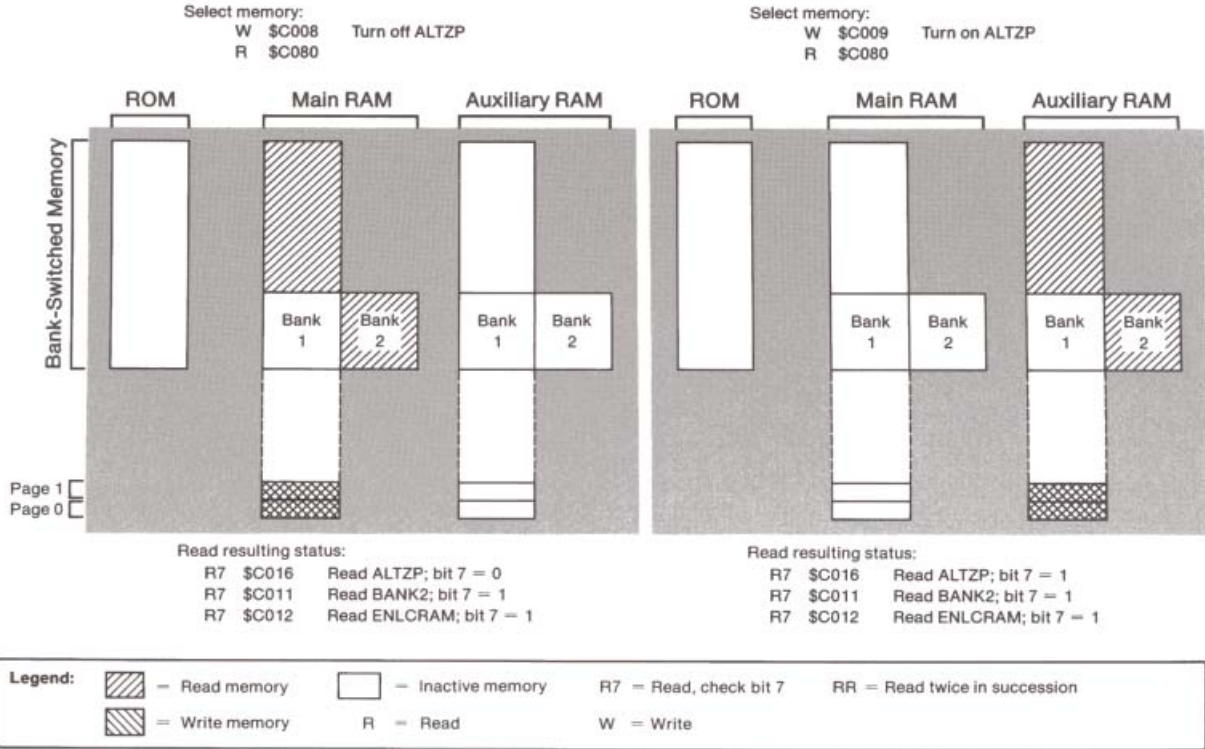 Select memory:
W $C008 Turn off ALTZP
R $C080
ROM Main RAM Auxiliary RAM
Bank-Switched Memory
Bank 1
Bank 2
Bank 1
Bank 2
Page 1
Page 0
Read resulting status:
R7 $C016 Read ALTZP; bit 7 = 0
R7 $C011 Read BANK2; bit 7 = 1
R7 $C012 Read ENLCRAM; bit 7 = 1
Select memory:
W $C009 Turn on ALTZP
R $C080
ROM Main RAM Auxiliary RAM
Bank 1
Bank 2
Bank 1
Bank 2
Read resulting status:
R7 $C016 Read ALTZP; bit 7 = 1
R7 $C011 Read BANK2; bit 7 = 1
R7 $C012 Read ENLCRAM; bit 7 = 1
Legend: = Read memory = Inactive memory R7 = Read, check bit 7 RR = Read twice in succession
= Write memory R = Read W = Write